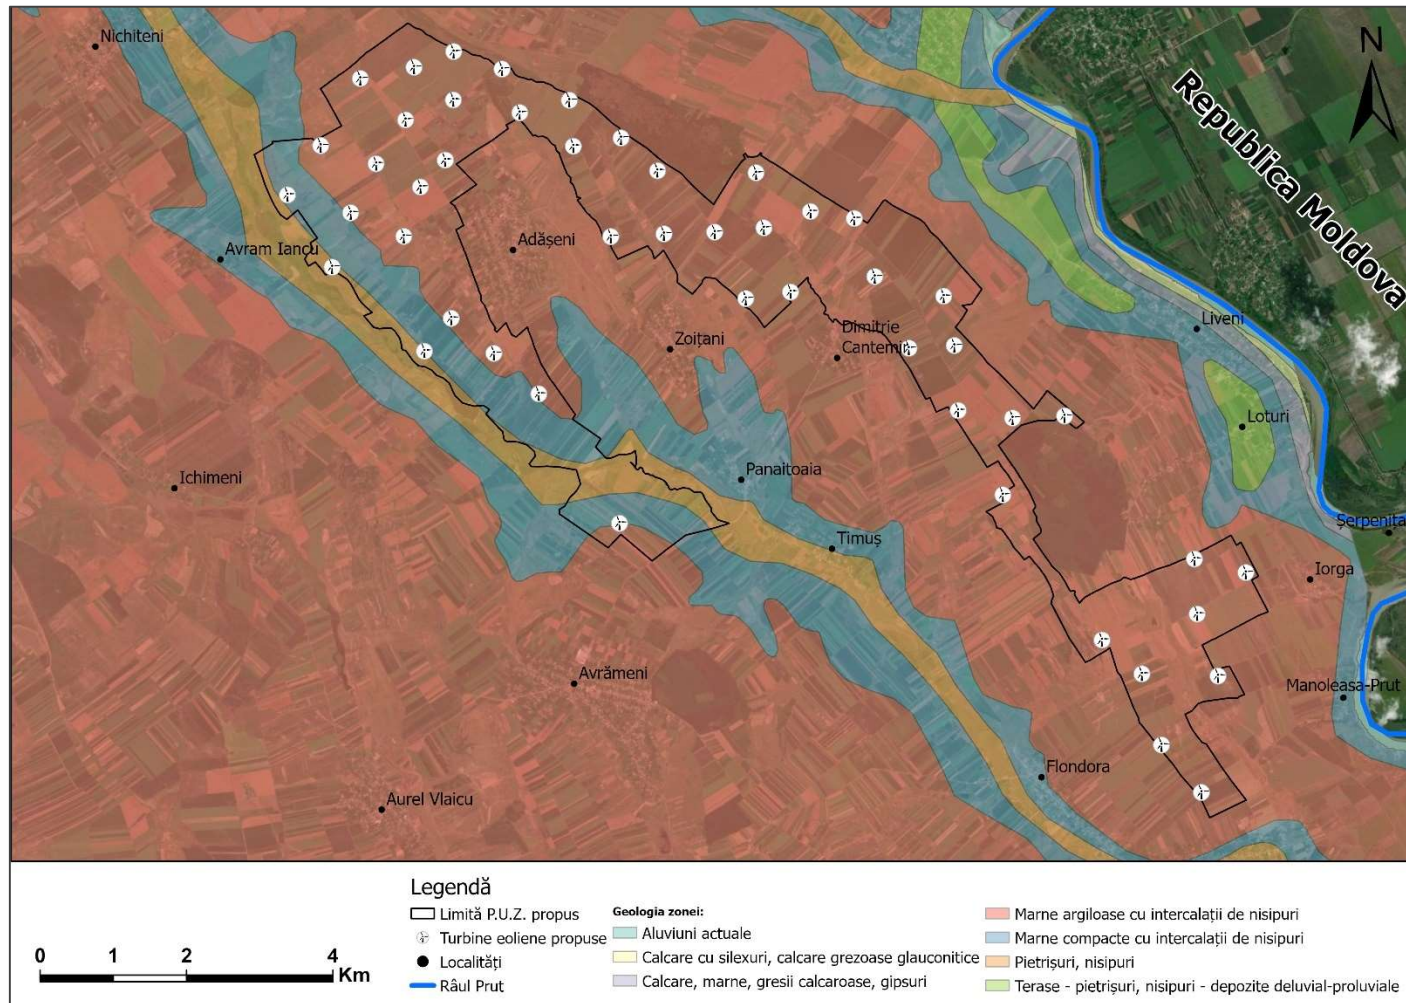 Nichiteni
N
Republica Moldova
Avram Iancu
Adășeni
Zoițani
Dimitrie
Cantemir
Liveni
Loturi
Ichimeni
Panaitoaia
Timuș
Șerpenița
Iorga
Avrămeni
Manoleasa-Prut
Flondora
Aurel Vlaicu
Legendă
Limită P.U.Z. propus
Turbine eoliene propuse
Localități
Râul Prut
Geologia zonei:
Aluviuni actuale
Calcare cu silexuri, calcare grezoase glauconitice
Calcare, marne, gresii calcaroase, gipsuri
Marne argiloase cu intercalații de nisipuri
Marne compacte cu intercalații de nisipuri
Pietrișuri, nisipuri
Terase - pietrișuri, nisipuri - depozite deluvial-proluviale
0 1 2 4
Km